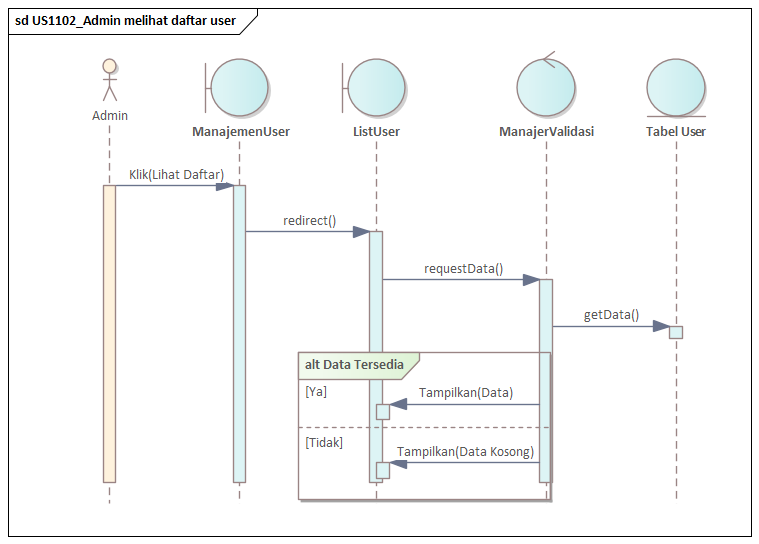 sd US1102_Admin melihat daftar user
Admin
ManajemenUser
ListUser
ManajerValidasi
Tabel User
Klik(Lihat Daftar)
redirect()
requestData()
getData()
alt Data Tersedia
[Ya]
Tampilkan(Data)
[Tidak]
Tampilkan(Data Kosong)